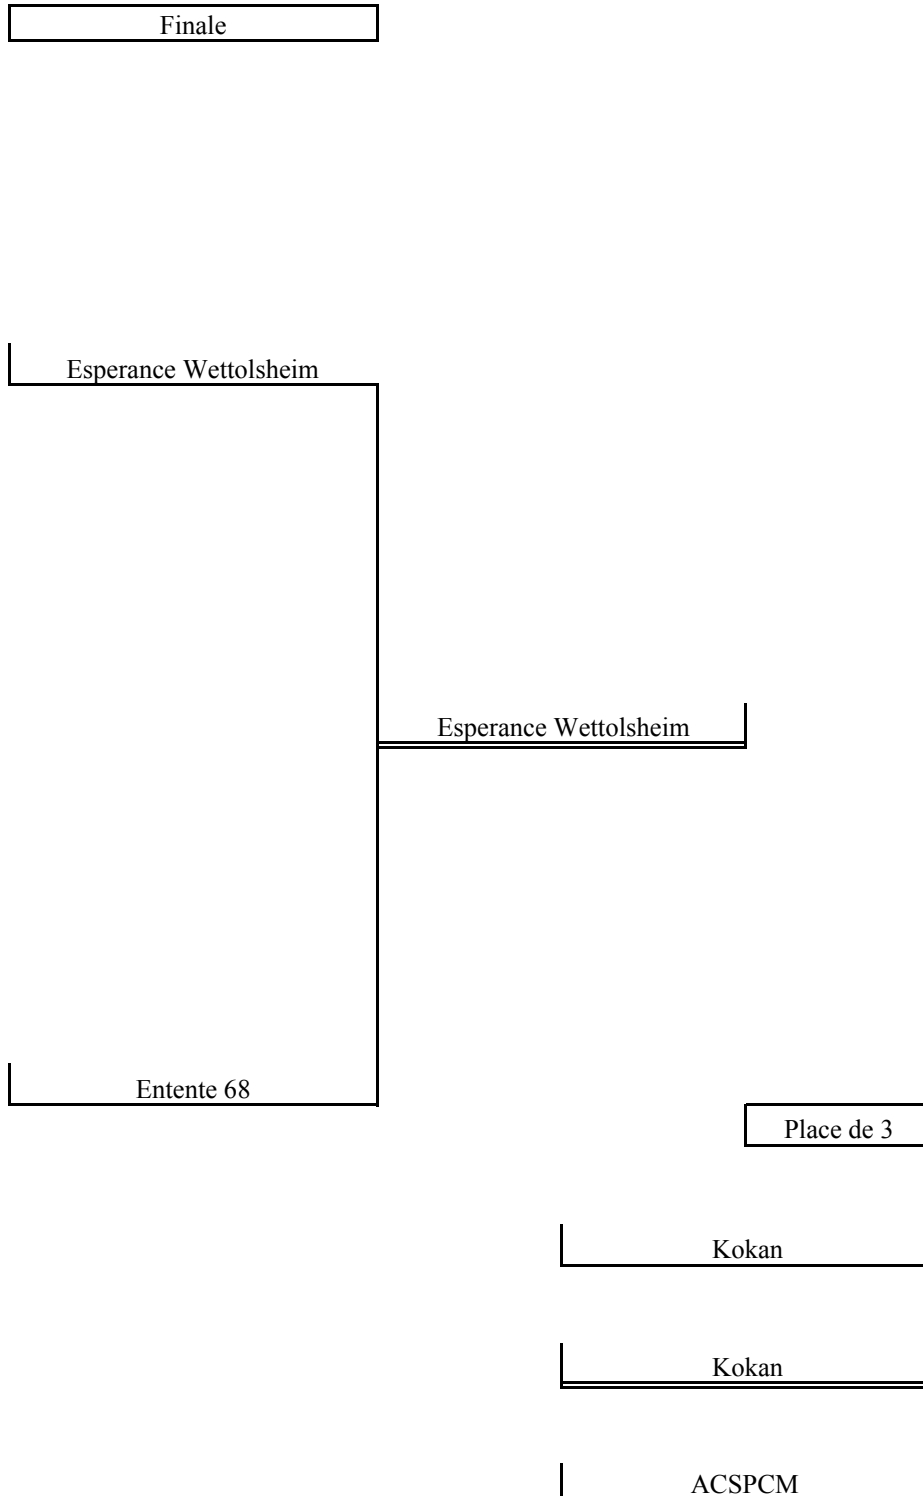 Finale
Esperance Wettolsheim
Esperance Wettolsheim
Entente 68
Place de 3
Kokan
Kokan
ACSPCM